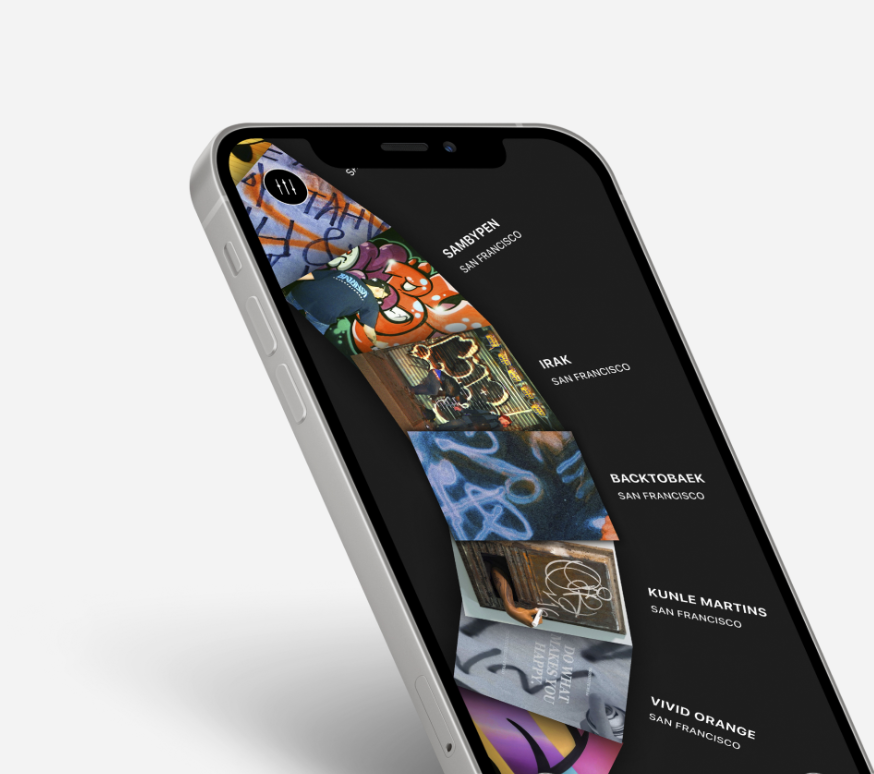 SAMBYPEN
SAN FRANCISCO
IRAK
SAN FRANCISCO
BACKTOBAEK
SAN FRANCISCO
KUNLE MARTINS
SAN FRANCISCO
DO WHAT
MAKES YOU
HAPPY.
VIVID ORANGE
SAN FRANCISCO